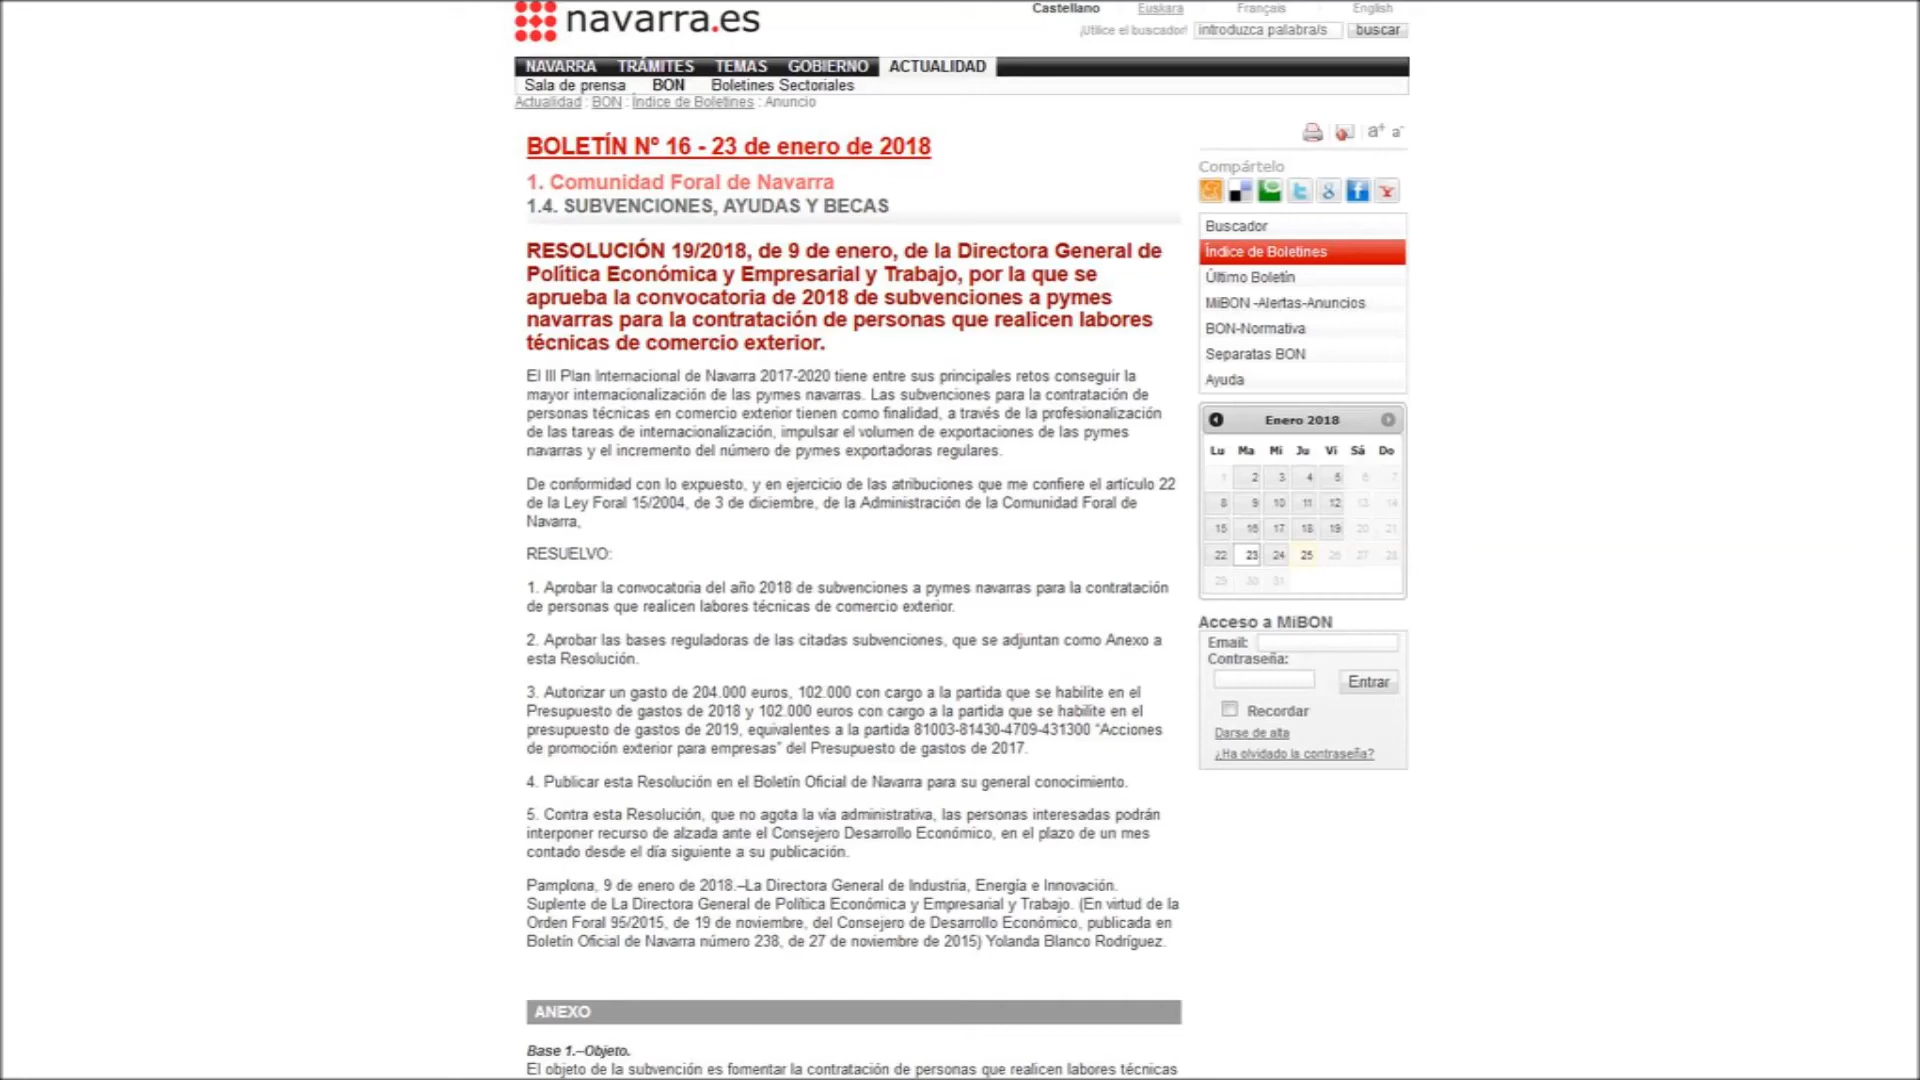 navarra.es
Castellano Euskara Français English
¡Utilice el buscador! introduzca palabra/s buscar
NAVARRA TRÁMITES TEMAS GOBIERNO ACTUALIDAD
Sala de prensa BON Boletines Sectoriales
Actualidad : BON : Índice de Boletines : Anuncio
BOLETÍN Nº 16 - 23 de enero de 2018
1. Comunidad Foral de Navarra
1.4. SUBVENCIONES, AYUDAS Y BECAS
RESOLUCIÓN 19/2018, de 9 de enero, de la Directora General de
Política Económica y Empresarial y Trabajo, por la que se
aprueba la convocatoria de 2018 de subvenciones a pymes
navarras para la contratación de personas que realicen labores
técnicas de comercio exterior.
El III Plan Internacional de Navarra 2017-2020 tiene entre sus principales retos conseguir la
mayor internacionalización de las pymes navarras. Las subvenciones para la contratación de
personas técnicas en comercio exterior tienen como finalidad, a través de la profesionalización
de las tareas de internacionalización, impulsar el volumen de exportaciones de las pymes
navarras y el incremento del número de pymes exportadoras regulares.
De conformidad con lo expuesto, y en ejercicio de las atribuciones que me confiere el artículo 22
de la Ley Foral 15/2004, de 3 de diciembre, de la Administración de la Comunidad Foral de
Navarra,
RESUELVO:
1. Aprobar la convocatoria del año 2018 de subvenciones a pymes navarras para la contratación
de personas que realicen labores técnicas de comercio exterior.
2. Aprobar las bases reguladoras de las citadas subvenciones, que se adjuntan como Anexo a
esta Resolución.
3. Autorizar un gasto de 204.000 euros, 102.000 con cargo a la partida que se habilite en el
Presupuesto de gastos de 2018 y 102.000 euros con cargo a la partida que se habilite en el
presupuesto de gastos de 2019, equivalentes a la partida 81003-81430-4709-431300 “Acciones
de promoción exterior para empresas” del Presupuesto de gastos de 2017.
4. Publicar esta Resolución en el Boletín Oficial de Navarra para su general conocimiento.
5. Contra esta Resolución, que no agota la vía administrativa, las personas interesadas podrán
interponer recurso de alzada ante el Consejero Desarrollo Económico, en el plazo de un mes
contado desde el día siguiente a su publicación.
Pamplona, 9 de enero de 2018.–La Directora General de Industria, Energía e Innovación.
Suplente de La Directora General de Política Económica y Empresarial y Trabajo. (En virtud de la
Orden Foral 95/2015, de 19 de noviembre, del Consejero de Desarrollo Económico, publicada en
Boletín Oficial de Navarra número 238, de 27 de noviembre de 2015) Yolanda Blanco Rodríguez.
ANEXO
Base 1.–Objeto.
El objeto de la subvención es fomentar la contratación de personas que realicen labores técnicas
a+ a-
Compártelo
Buscador
Índice de Boletines
Último Boletín
MiBON -Alertas-Anuncios
BON-Normativa
Separatas BON
Ayuda
Enero 2018
Lu Ma Mi Ju Vi Sá Do
1 2 3 4 5 6 7
8 9 10 11 12 13 14
15 16 17 18 19 20 21
22 23 24 25 26 27 28
29 30 31
Acceso a MiBON
Email:
Contraseña:
Entrar
Recordar
Darse de alta
¿Ha olvidado la contraseña?